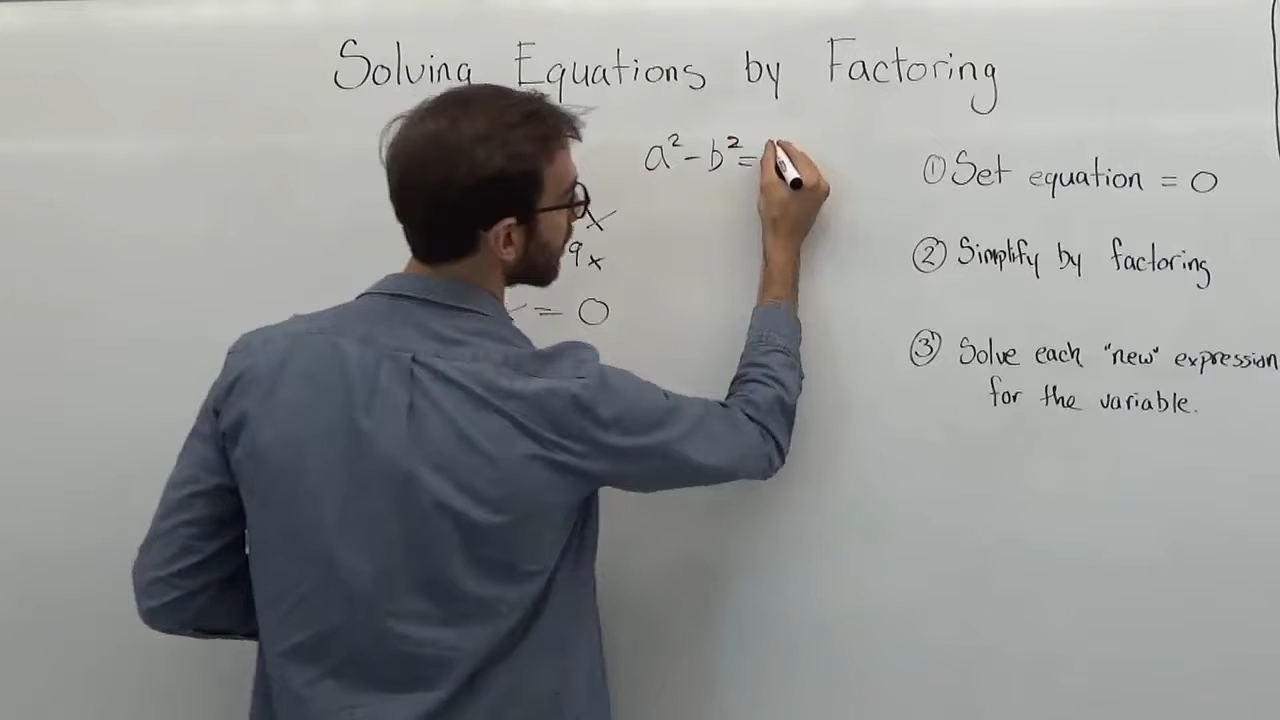 Solving Equations by Factoring
a² - b² =
① Set equation = 0
x
9x
② Simplify by factoring
= 0
③ Solve each "new" expression
for the variable.